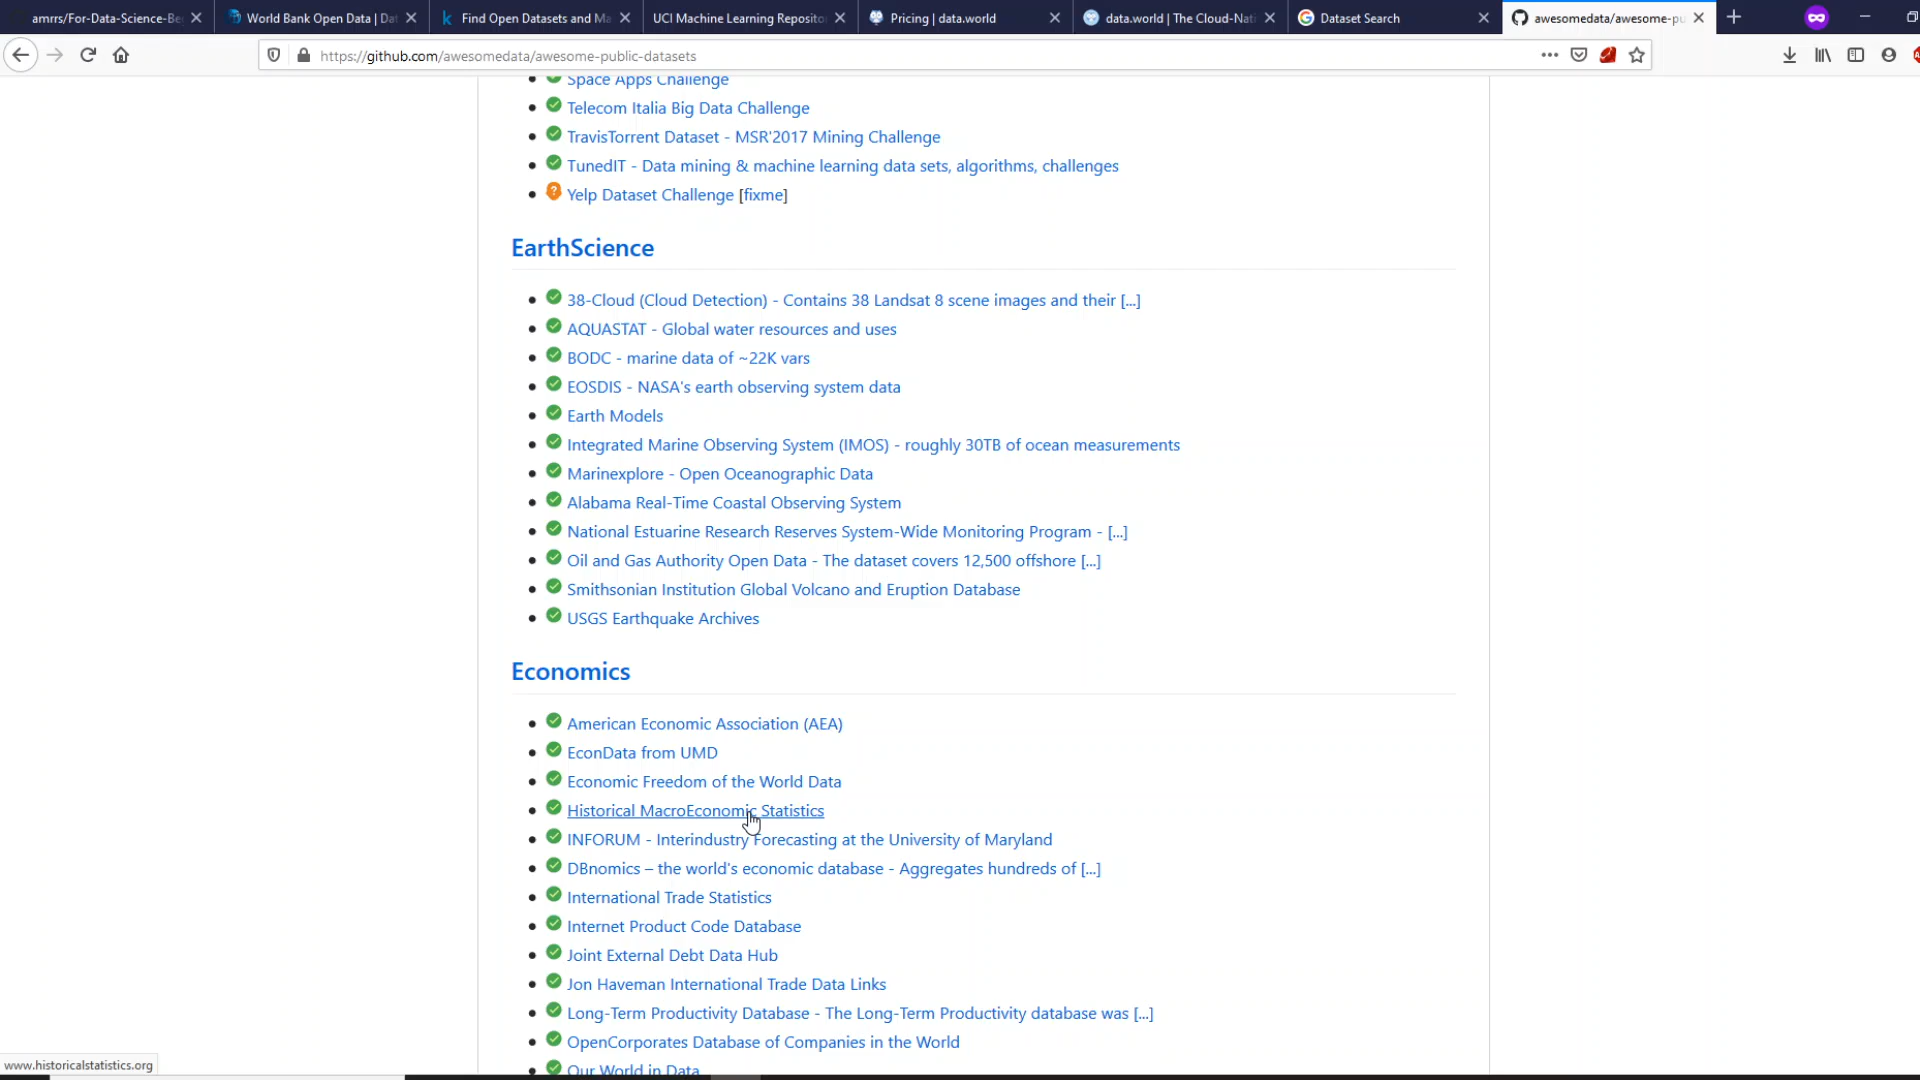 amrrs/For-Data-Science-Be
World Bank Open Data | Dat
Find Open Datasets and Ma
UCI Machine Learning Reposito
Pricing | data.world
data.world | The Cloud-Nati
Dataset Search
awesomedata/awesome-pu
https://github.com/awesomedata/awesome-public-datasets
Space Apps Challenge
Telecom Italia Big Data Challenge
TravisTorrent Dataset - MSR'2017 Mining Challenge
TunedIT - Data mining & machine learning data sets, algorithms, challenges
Yelp Dataset Challenge [fixme]
EarthScience
38-Cloud (Cloud Detection) - Contains 38 Landsat 8 scene images and their [...]
AQUASTAT - Global water resources and uses
BODC - marine data of ~22K vars
EOSDIS - NASA's earth observing system data
Earth Models
Integrated Marine Observing System (IMOS) - roughly 30TB of ocean measurements
Marinexplore - Open Oceanographic Data
Alabama Real-Time Coastal Observing System
National Estuarine Research Reserves System-Wide Monitoring Program - [...]
Oil and Gas Authority Open Data - The dataset covers 12,500 offshore [...]
Smithsonian Institution Global Volcano and Eruption Database
USGS Earthquake Archives
Economics
American Economic Association (AEA)
EconData from UMD
Economic Freedom of the World Data
Historical MacroEconomic Statistics
INFORUM - Interindustry Forecasting at the University of Maryland
DBnomics – the world's economic database - Aggregates hundreds of [...]
International Trade Statistics
Internet Product Code Database
Joint External Debt Data Hub
Jon Haveman International Trade Data Links
Long-Term Productivity Database - The Long-Term Productivity database was [...]
OpenCorporates Database of Companies in the World
Our World in Data
www.historicalstatistics.org